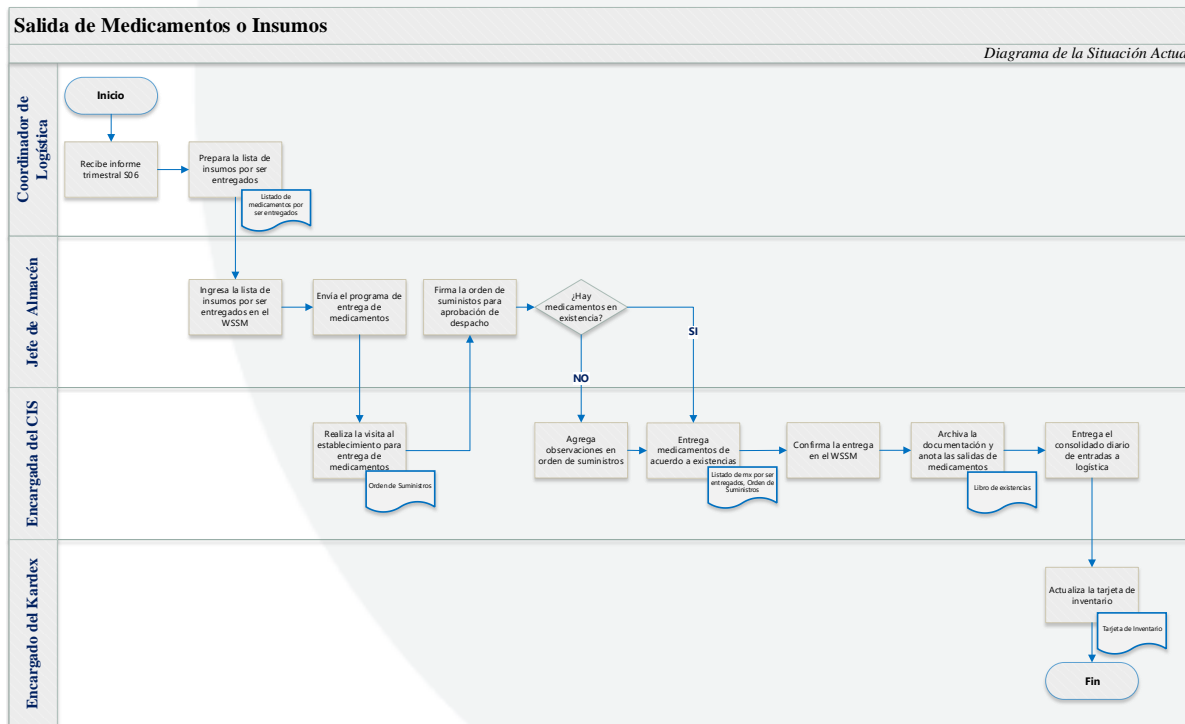 Salida de Medicamentos o Insumos
Diagrama de la Situación Actua
Coordinador de
Logística
Inicio
Recibe informe
trimestral S06
Prepara la lista de
insumos por ser
entregados
Listado de
medicamentos por
ser entregados
Jefe de Almacén
Ingresa la lista de
insumos por ser
entregados en el
WSSM
Envía el programa de
entrega de
medicamentos
Firma la orden de
suministos para
aprobación de
despacho
¿Hay
medicamentos en
existencia?
SI
NO
Encargada del CIS
Realiza la visita al
establecimiento para
entrega de
medicamentos
Orden de Suministros
Agrega
observaciones en
orden de suministros
Entrega
medicamentos de
acuerdo a existencias
Listado de mx por ser
entregados, Orden de
Suministros
Confirma la entrega
en el WSSM
Archiva la
documentación y
anota las salidas de
medicamentos
Libro de existencias
Entrega el
consolidado diario
de entradas a
logística
Encargado del Kardex
Actualiza la tarjeta de
inventario
Tarjeta de Inventario
Fin